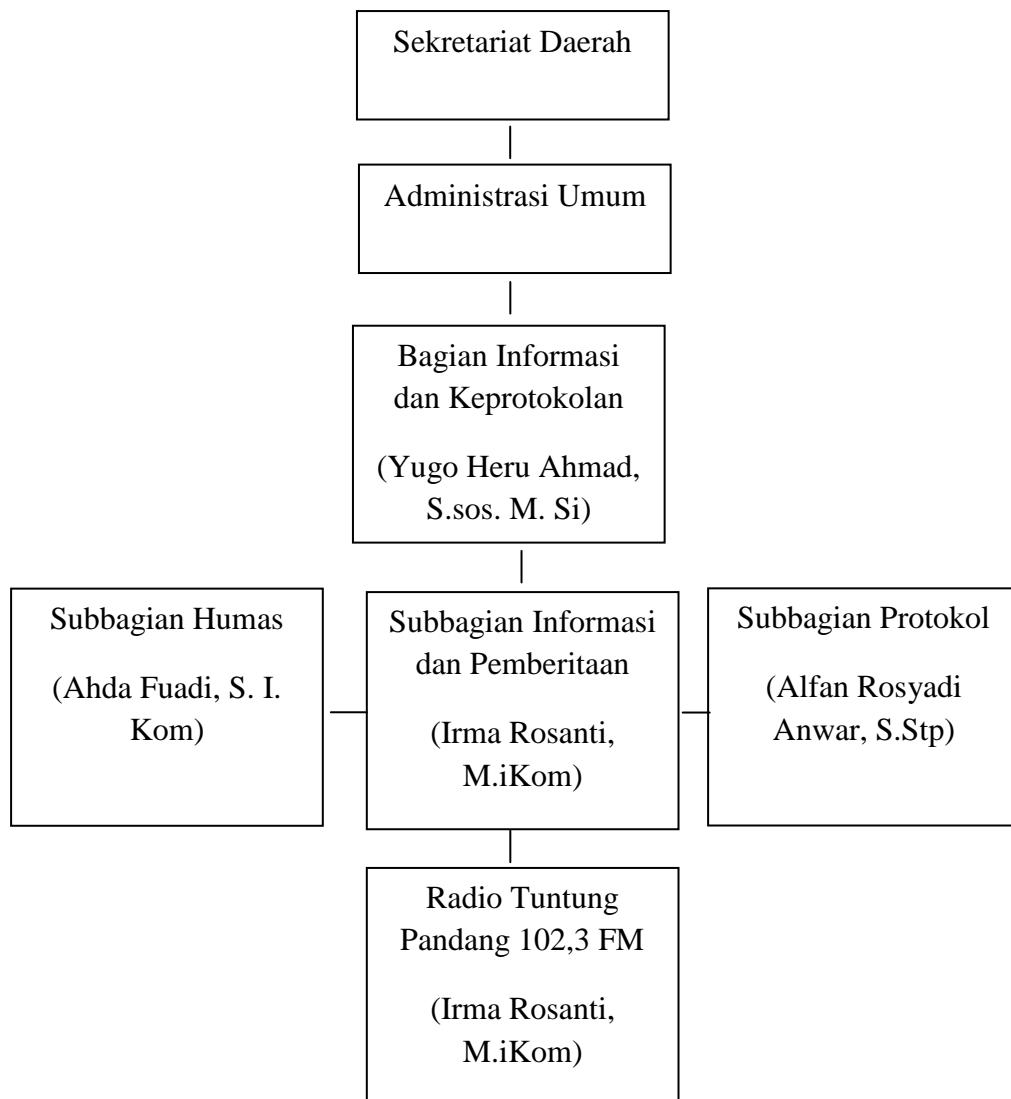 Sekretariat Daerah
Administrasi Umum
Bagian Informasi
dan Keprotokolan
(Yugo Heru Ahmad,
S.sos. M. Si)
Subbagian Humas
(Ahda Fuadi, S. I.
Kom)
Subbagian Informasi
dan Pemberitaan
(Irma Rosanti,
M.iKom)
Subbagian Protokol
(Alfan Rosyadi
Anwar, S.Stp)
Radio Tuntung
Pandang 102,3 FM
(Irma Rosanti,
M.iKom)